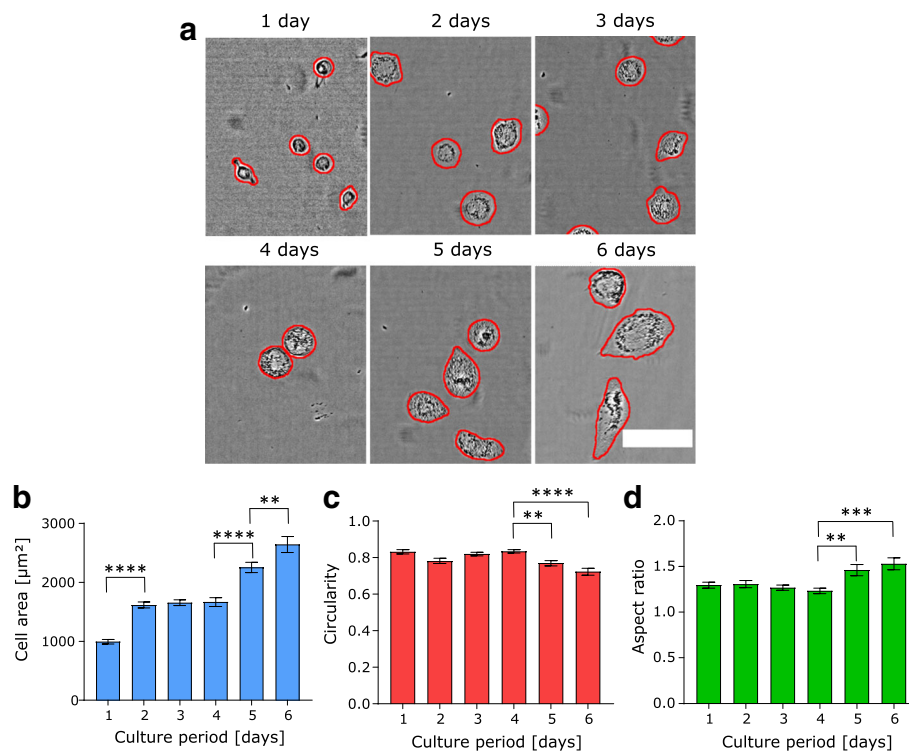 a
1 day 2 days 3 days
4 days 5 days 6 days
b
Cell area [µm²]
3000
2000
1000
0
**** **** **
1 2 3 4 5 6
Culture period [days]
c
Circularity
1.0
0.8
0.6
0.4
0.2
0.0
** ****
1 2 3 4 5 6
Culture period [days]
d
Aspect ratio
2.0
1.5
1.0
0.5
0.0
** ***
1 2 3 4 5 6
Culture period [days]